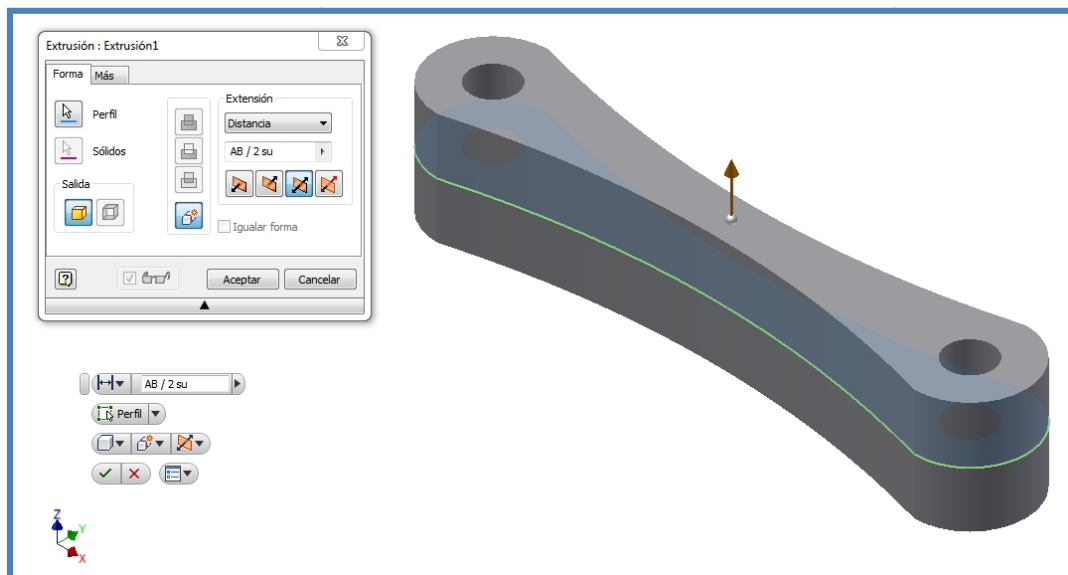 Extrusión : Extrusión1
Forma Más
Perfil
Sólidos
Salida
Extensión
Distancia
AB / 2 su
Igualar forma
Aceptar Cancelar
AB / 2 su
Perfil
Z
Y
X